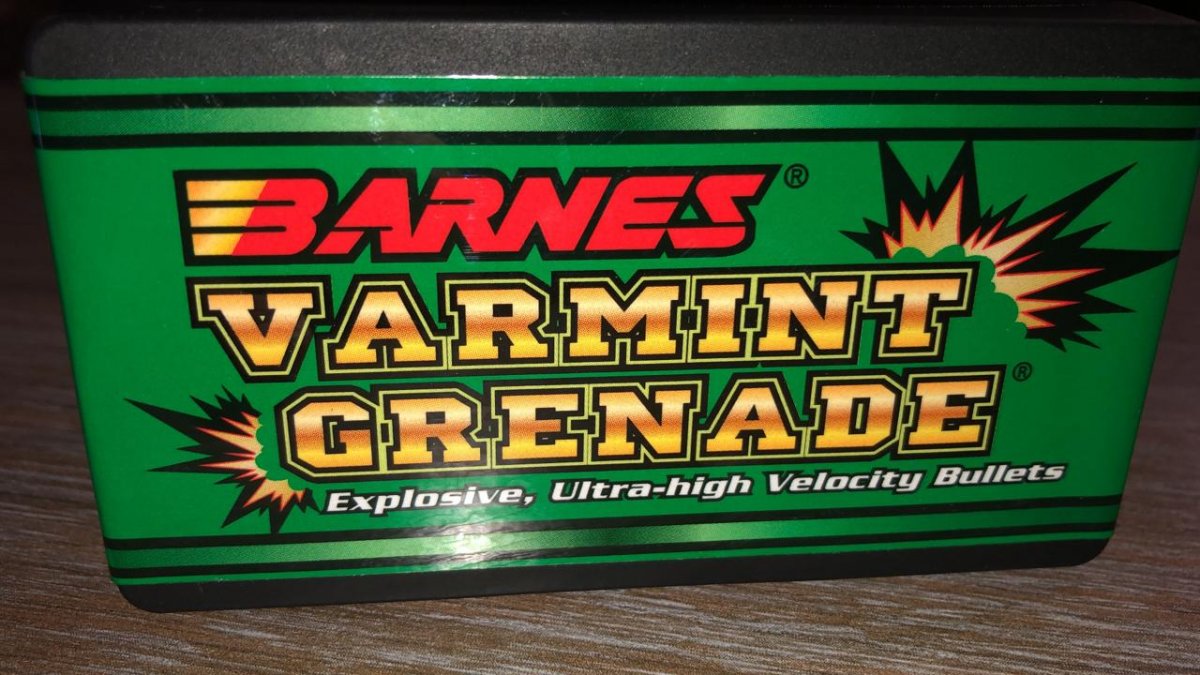 BARNES®
VARMINT
GRENADE®
Explosive, Ultra-high Velocity Bullets